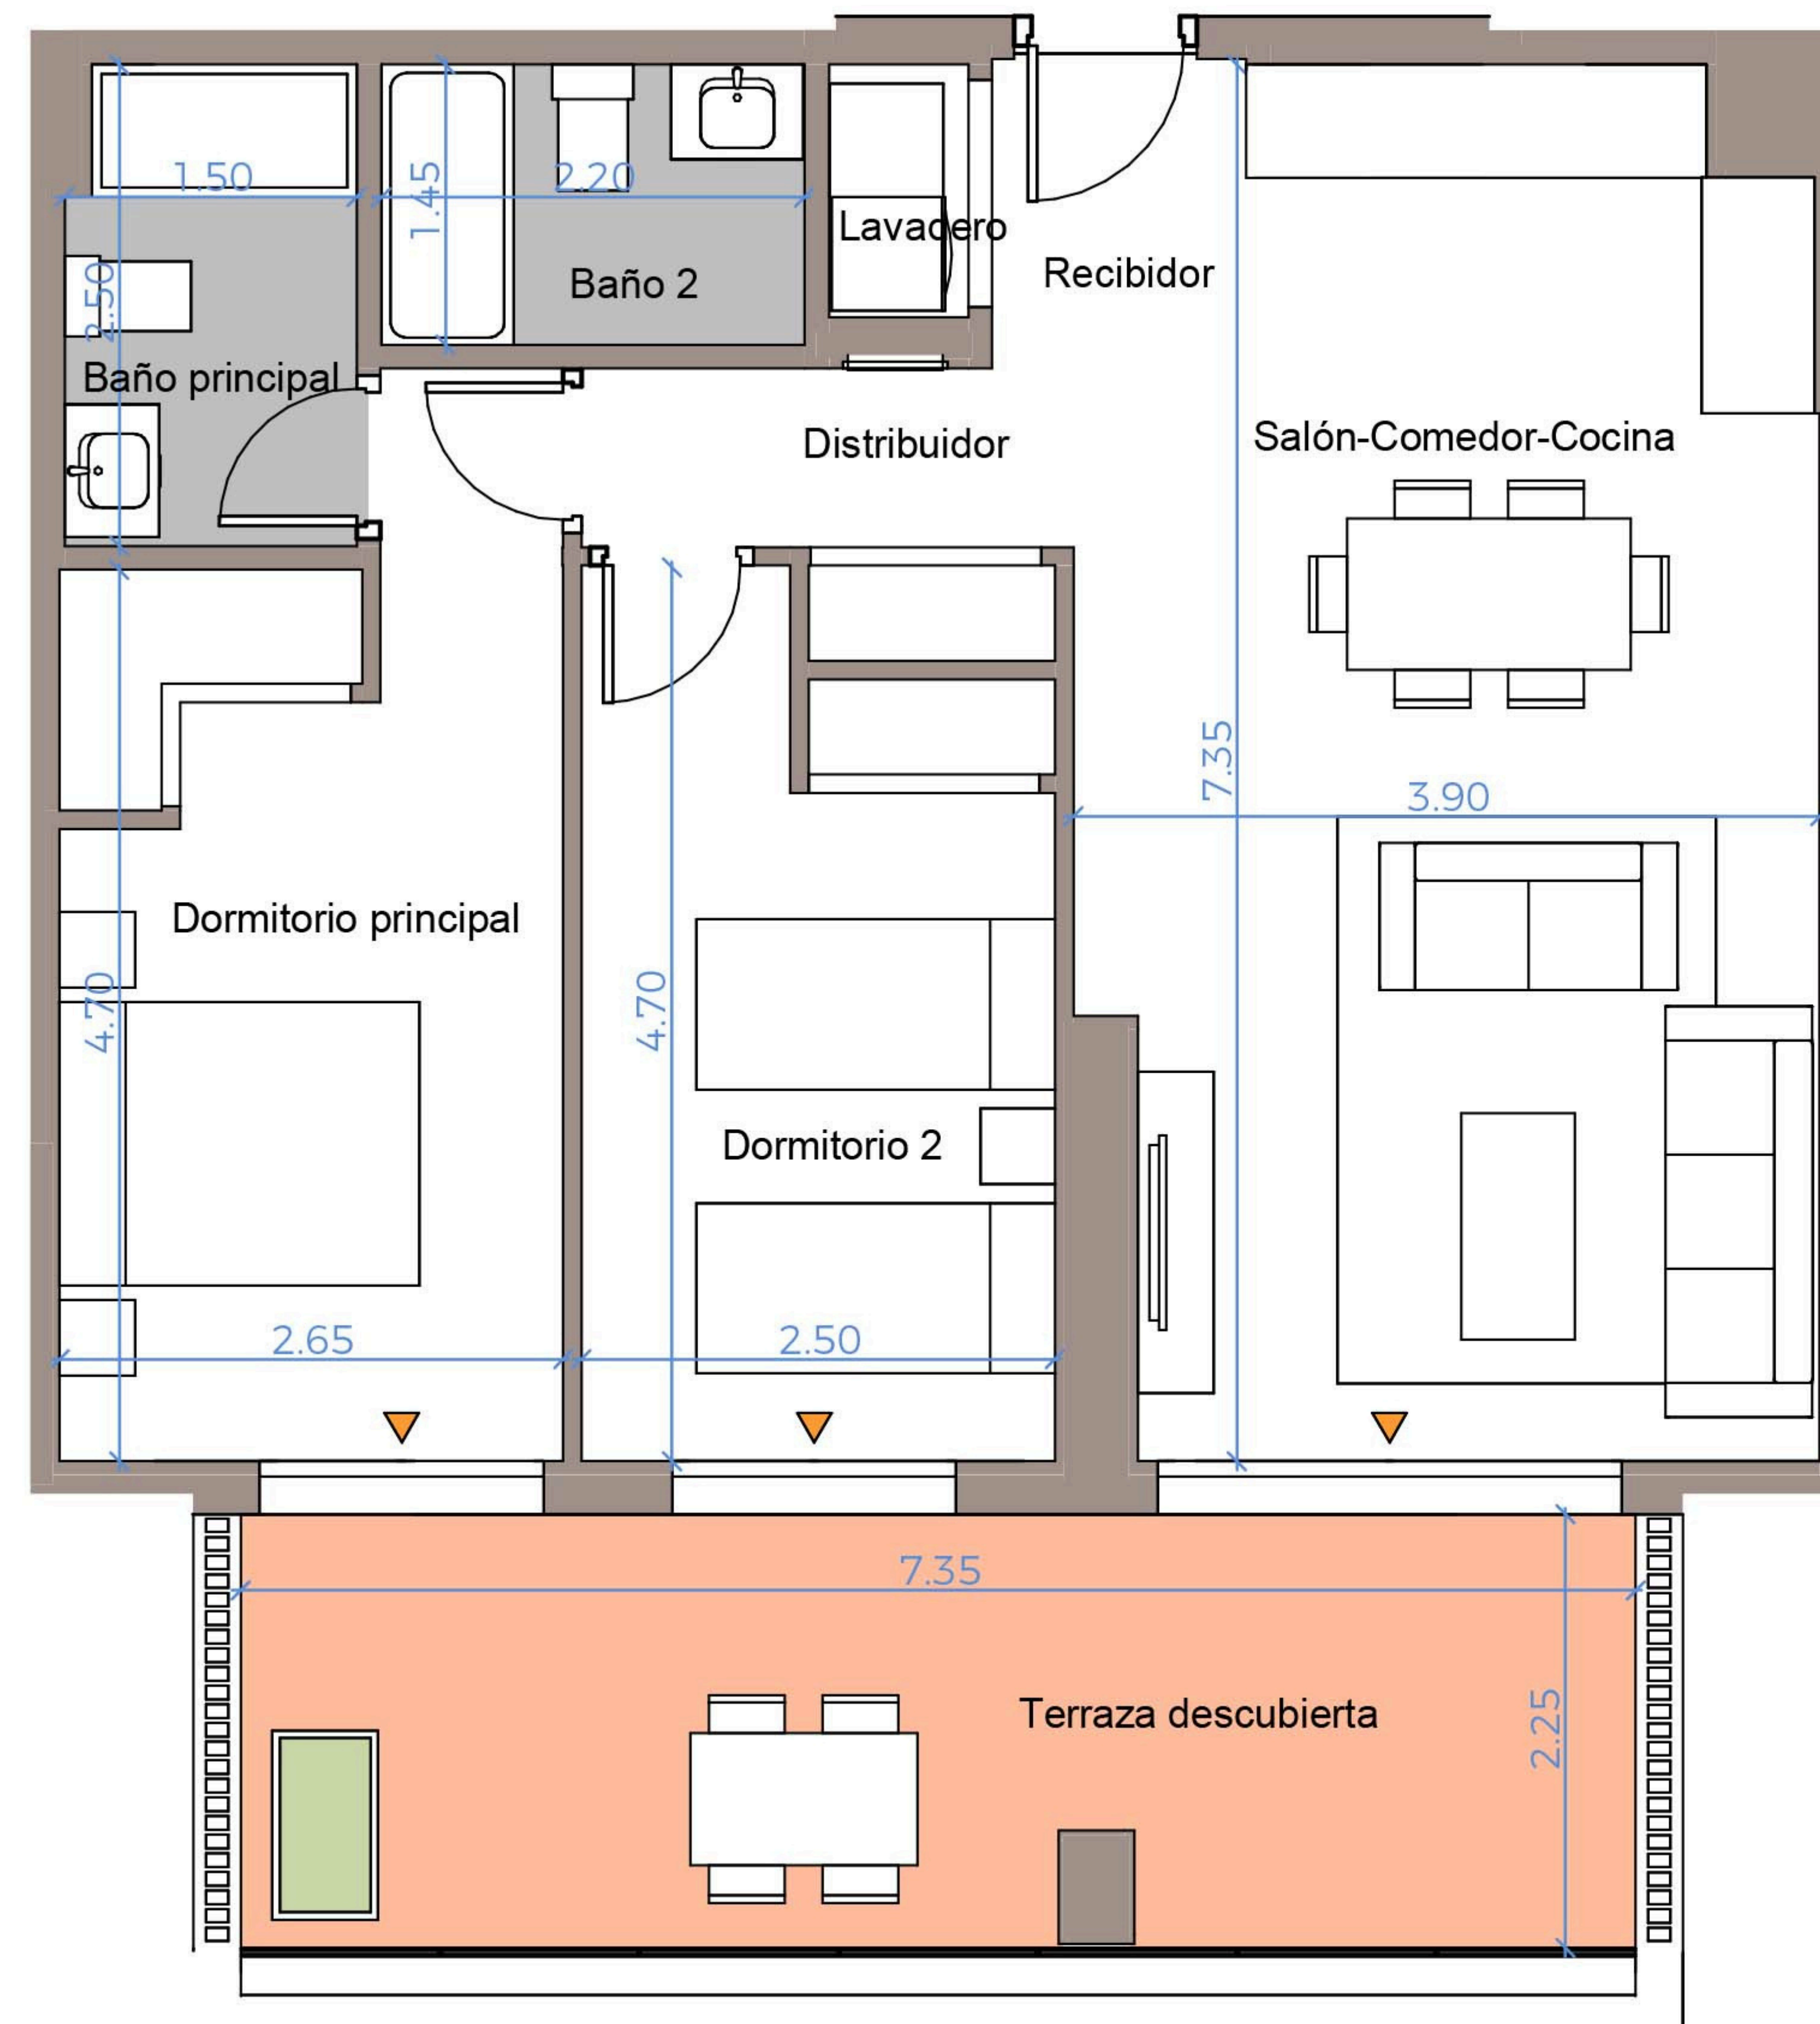 1.50
1.45
2.20
Lavadero
2.50
Baño 2
Recibidor
Baño principal
Distribuidor
Salón-Comedor-Cocina
7.35
3.90
Dormitorio principal
4.70
4.70
Dormitorio 2
2.65
2.50
7.35
Terraza descubierta
2.25